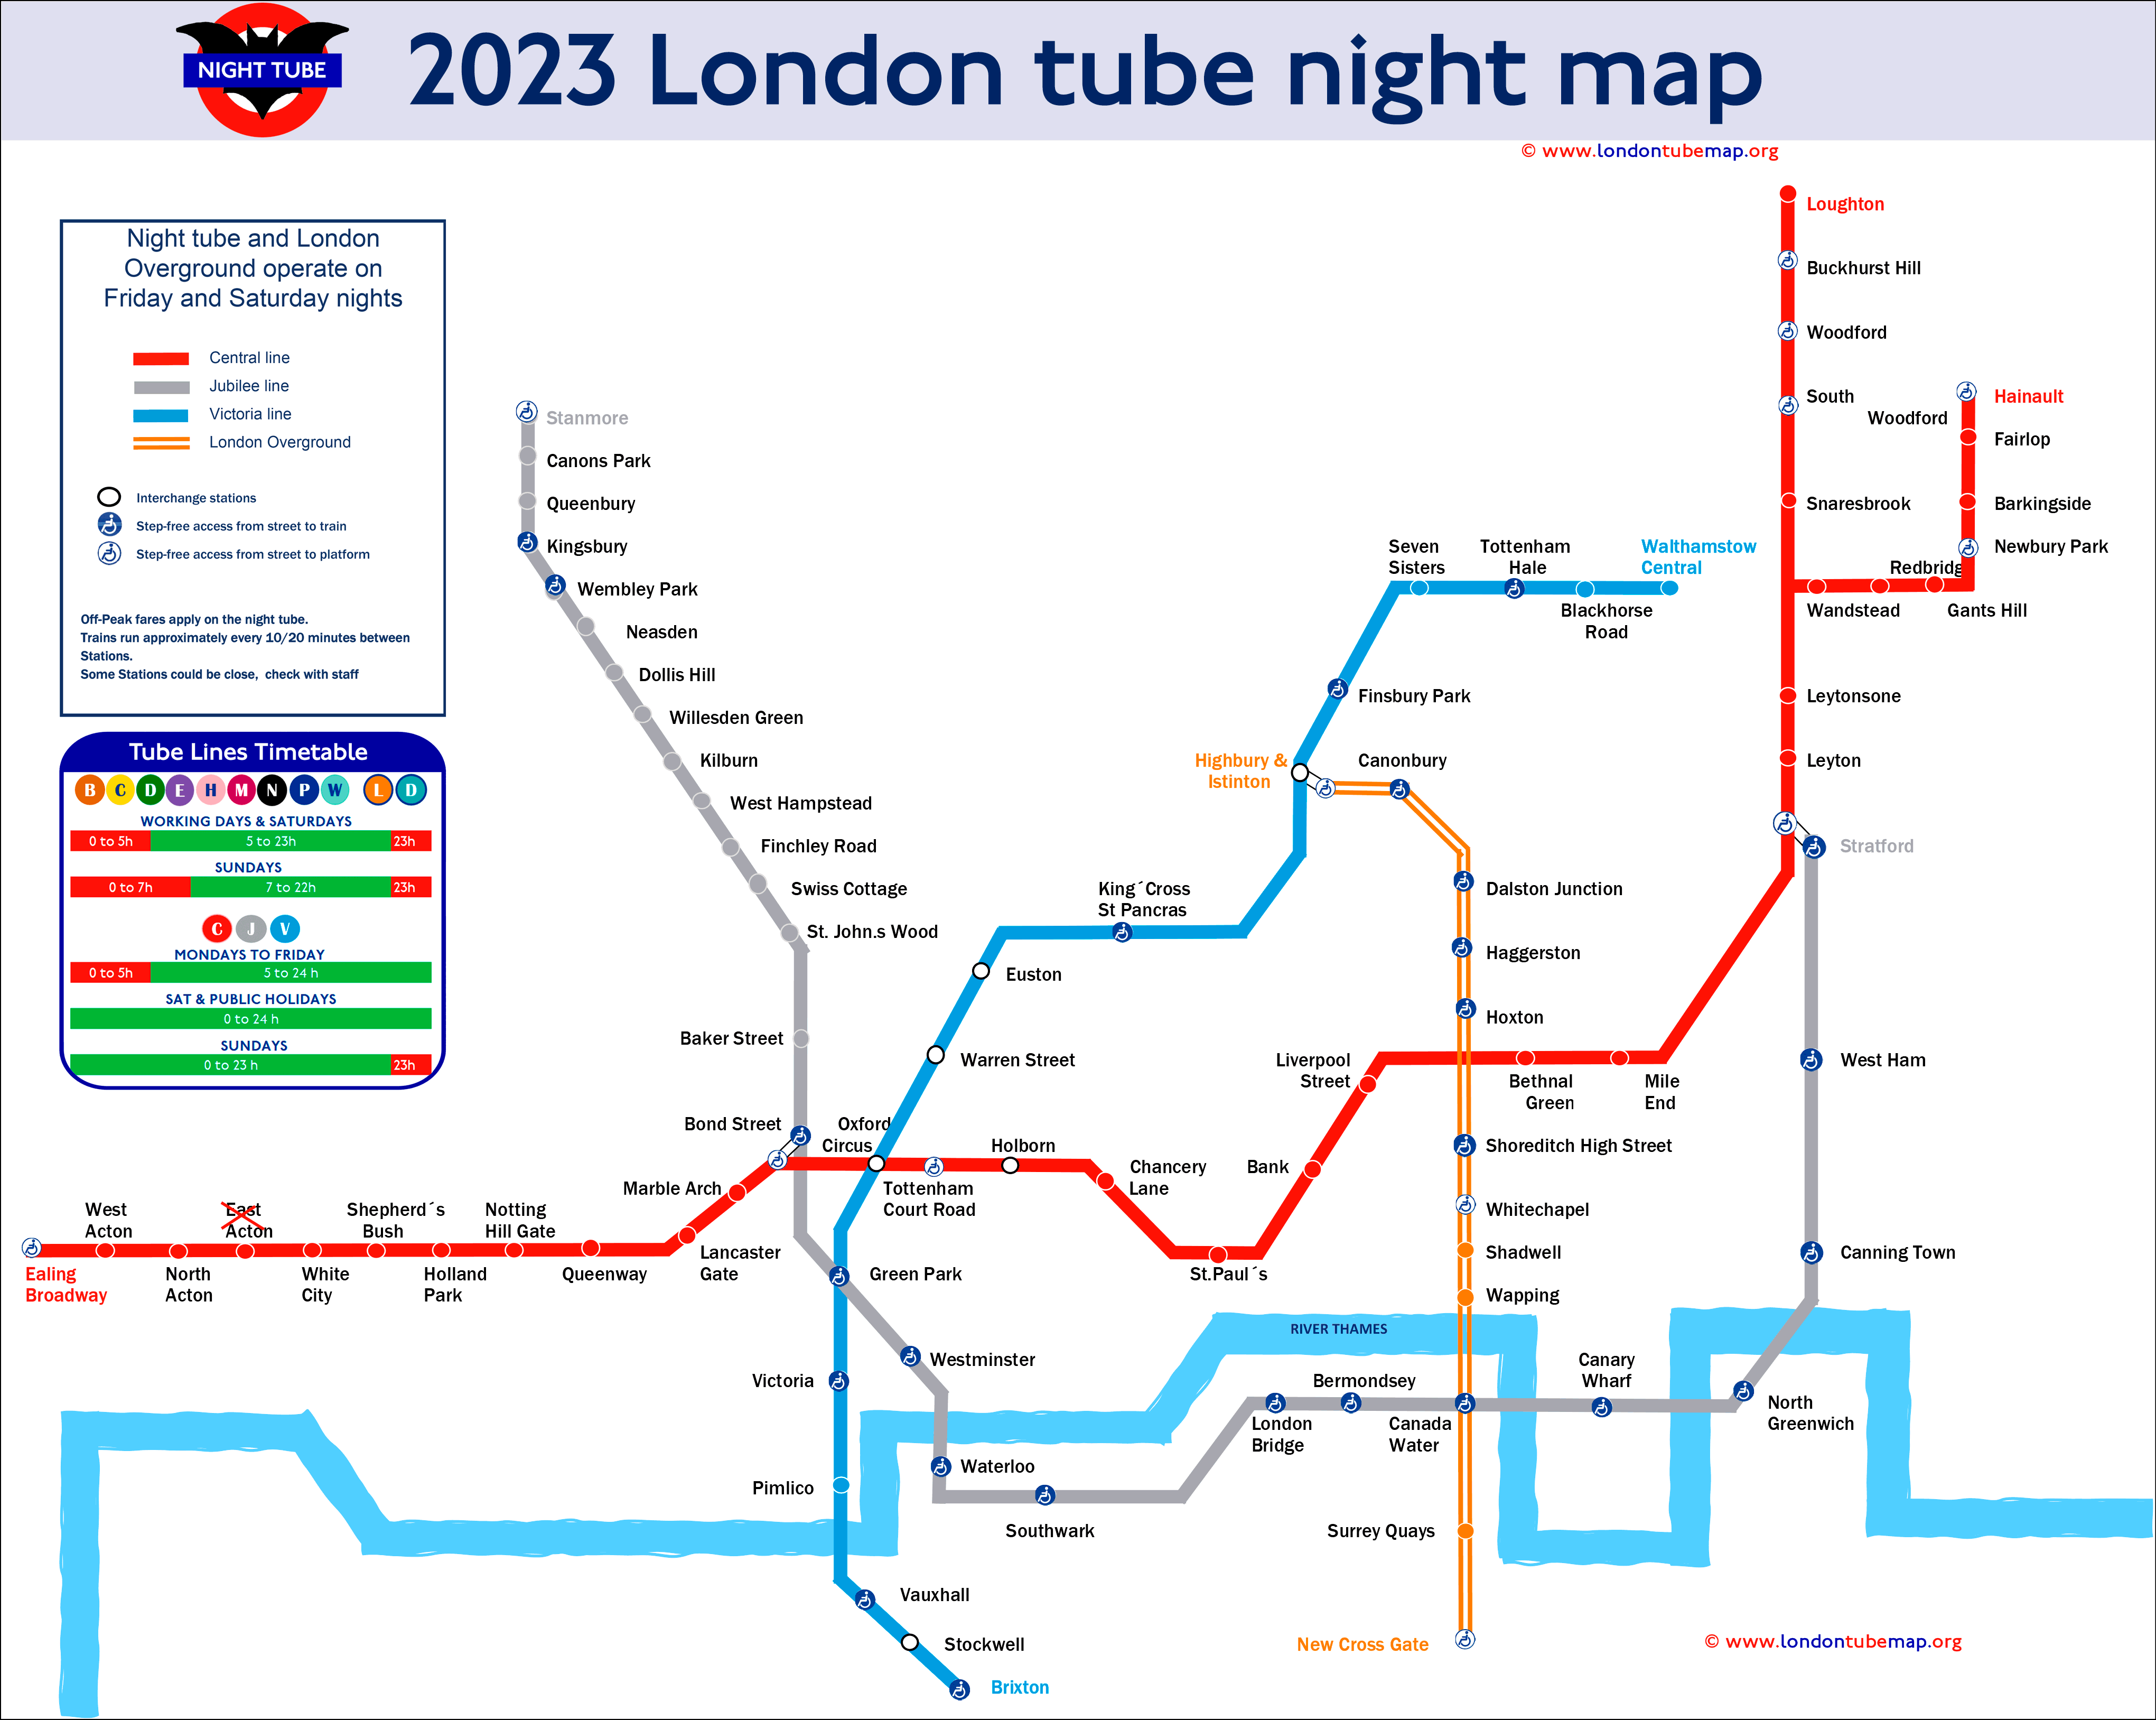 NIGHT TUBE
2023 London tube night map
© www.londontubemap.org
Night tube and London
Overground operate on
Friday and Saturday nights
Central line
Jubilee line
Victoria line
London Overground
Interchange stations
Step-free access from street to train
Step-free access from street to platform
Off-Peak fares apply on the night tube.
Trains run approximately every 10/20 minutes between
Stations.
Some Stations could be close, check with staff
Tube Lines Timetable
B C D E H M N P W L D
WORKING DAYS & SATURDAYS
0 to 5h 5 to 23h 23h
SUNDAYS
0 to 7h 7 to 22h 23h
C J V
MONDAYS TO FRIDAY
0 to 5h 5 to 24 h
SAT & PUBLIC HOLIDAYS
0 to 24 h
SUNDAYS
0 to 23 h 23h
Stanmore
Canons Park
Queenbury
Kingsbury
Wembley Park
Neasden
Dollis Hill
Willesden Green
Kilburn
West Hampstead
Finchley Road
Swiss Cottage
St. John.s Wood
Baker Street
Bond Street
Loughton
Buckhurst Hill
Woodford
South
Woodford
Snaresbrook
Hainault
Fairlop
Barkingside
Newbury Park
Redbridg
Wandstead
Gants Hill
Leytonsone
Leyton
Stratford
West Ham
Canning Town
North
Greenwich
Canary
Wharf
Seven
Sisters
Tottenham
Hale
Walthamstow
Central
Blackhorse
Road
Finsbury Park
Highbury &
Istinton
Canonbury
Dalston Junction
Haggerston
Hoxton
Shoreditch High Street
Whitechapel
Shadwell
Wapping
King´Cross
St Pancras
Euston
Warren Street
Oxford
Circus
Holborn
Tottenham
Court Road
Chancery
Lane
St.Paul´s
Bank
Liverpool
Street
Bethnal
Green
Mile
End
Marble Arch
Lancaster
Gate
Queenway
Notting
Hill Gate
Holland
Park
Shepherd´s
Bush
White
City
East
Acton
North
Acton
West
Acton
Ealing
Broadway
Green Park
Westminster
Victoria
Pimlico
Waterloo
Southwark
London
Bridge
Bermondsey
Canada
Water
RIVER THAMES
Surrey Quays
New Cross Gate
Vauxhall
Stockwell
Brixton
© www.londontubemap.org